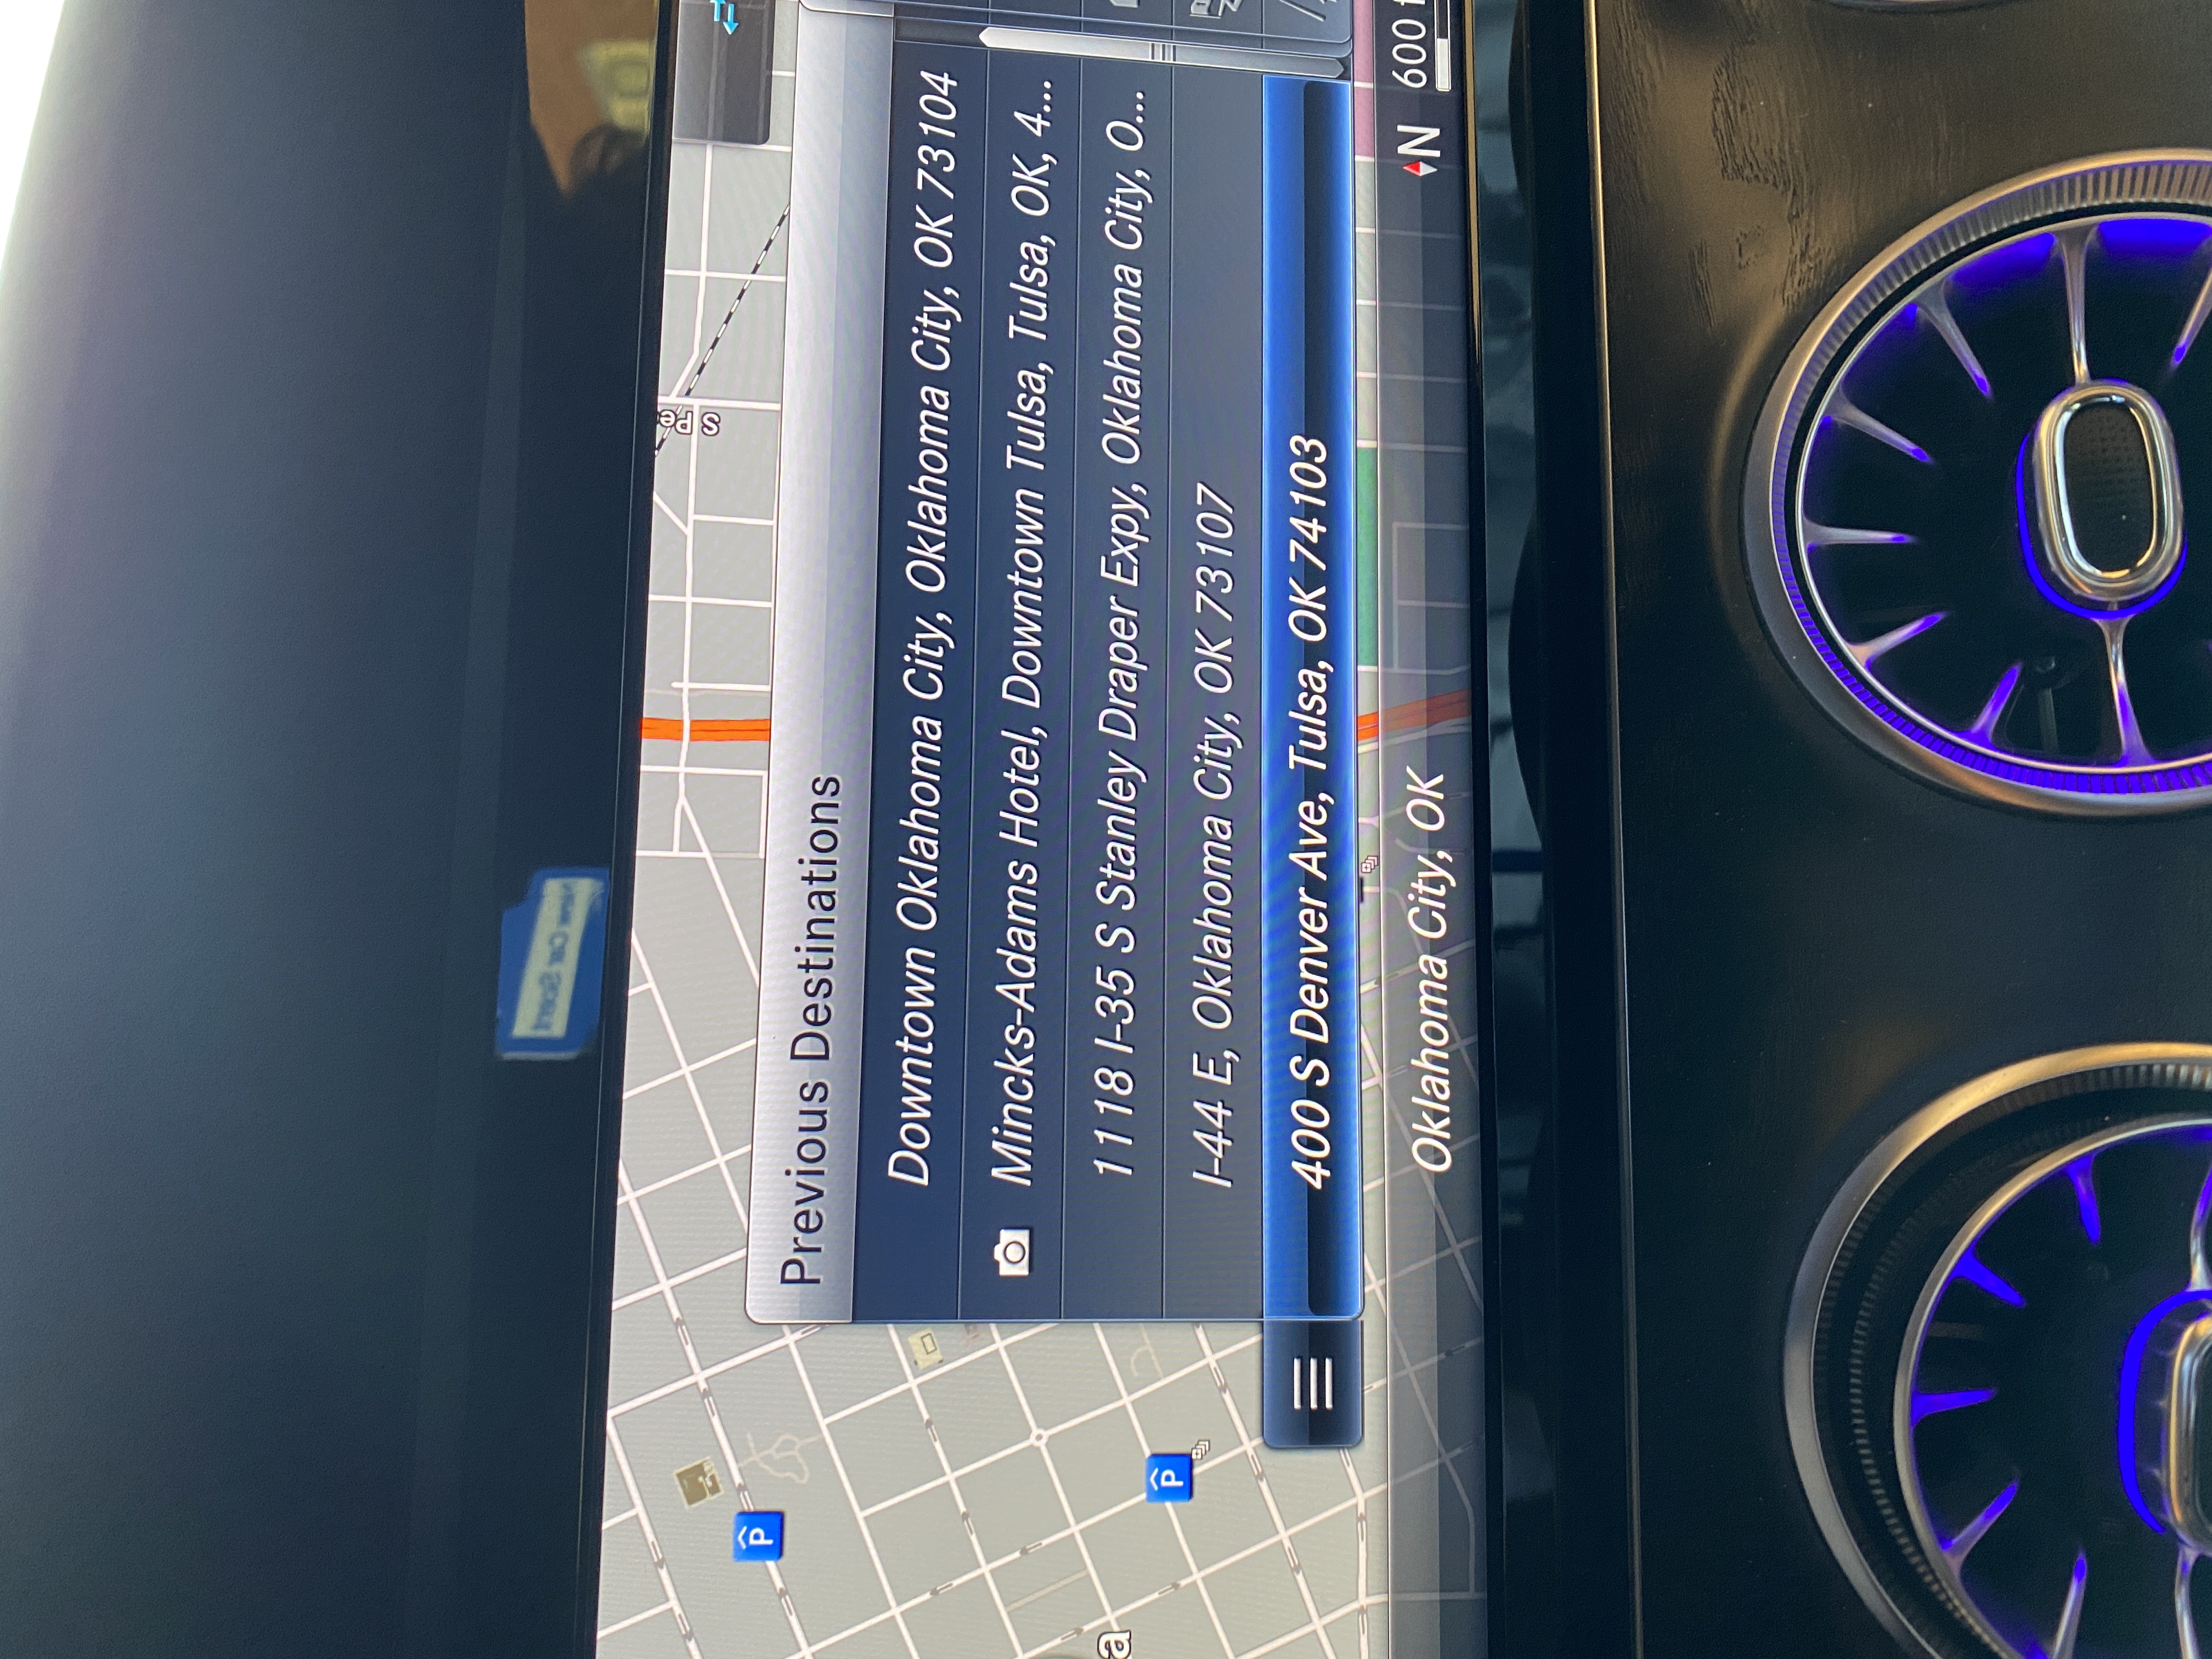 New Car Scent
S Pe
P
Previous Destinations
Downtown Oklahoma City, Oklahoma City, OK 73104
Mincks-Adams Hotel, Downtown Tulsa, Tulsa, OK, 4...
a
1118 I-35 S Stanley Draper Expy, Oklahoma City, O...
P
I-44 E, Oklahoma City, OK 73107
400 S Denver Ave, Tulsa, OK 74103
Oklahoma City, OK
N
600 f